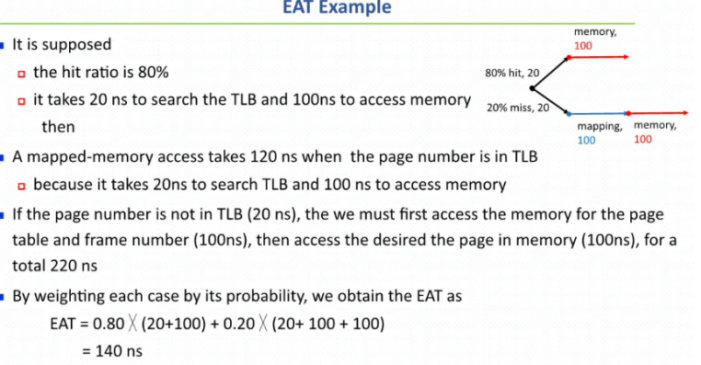 EAT Example
It is supposed
the hit ratio is 80%
it takes 20 ns to search the TLB and 100ns to access memory
then
memory,
100
80% hit, 20
20% miss, 20
mapping, memory,
100 100
A mapped-memory access takes 120 ns when the page number is in TLB
because it takes 20ns to search TLB and 100 ns to access memory
If the page number is not in TLB (20 ns), the we must first access the memory for the page
table and frame number (100ns), then access the desired the page in memory (100ns), for a
total 220 ns
By weighting each case by its probability, we obtain the EAT as
EAT = 0.80 ╳ (20+100) + 0.20 ╳ (20+ 100 + 100)
= 140 ns